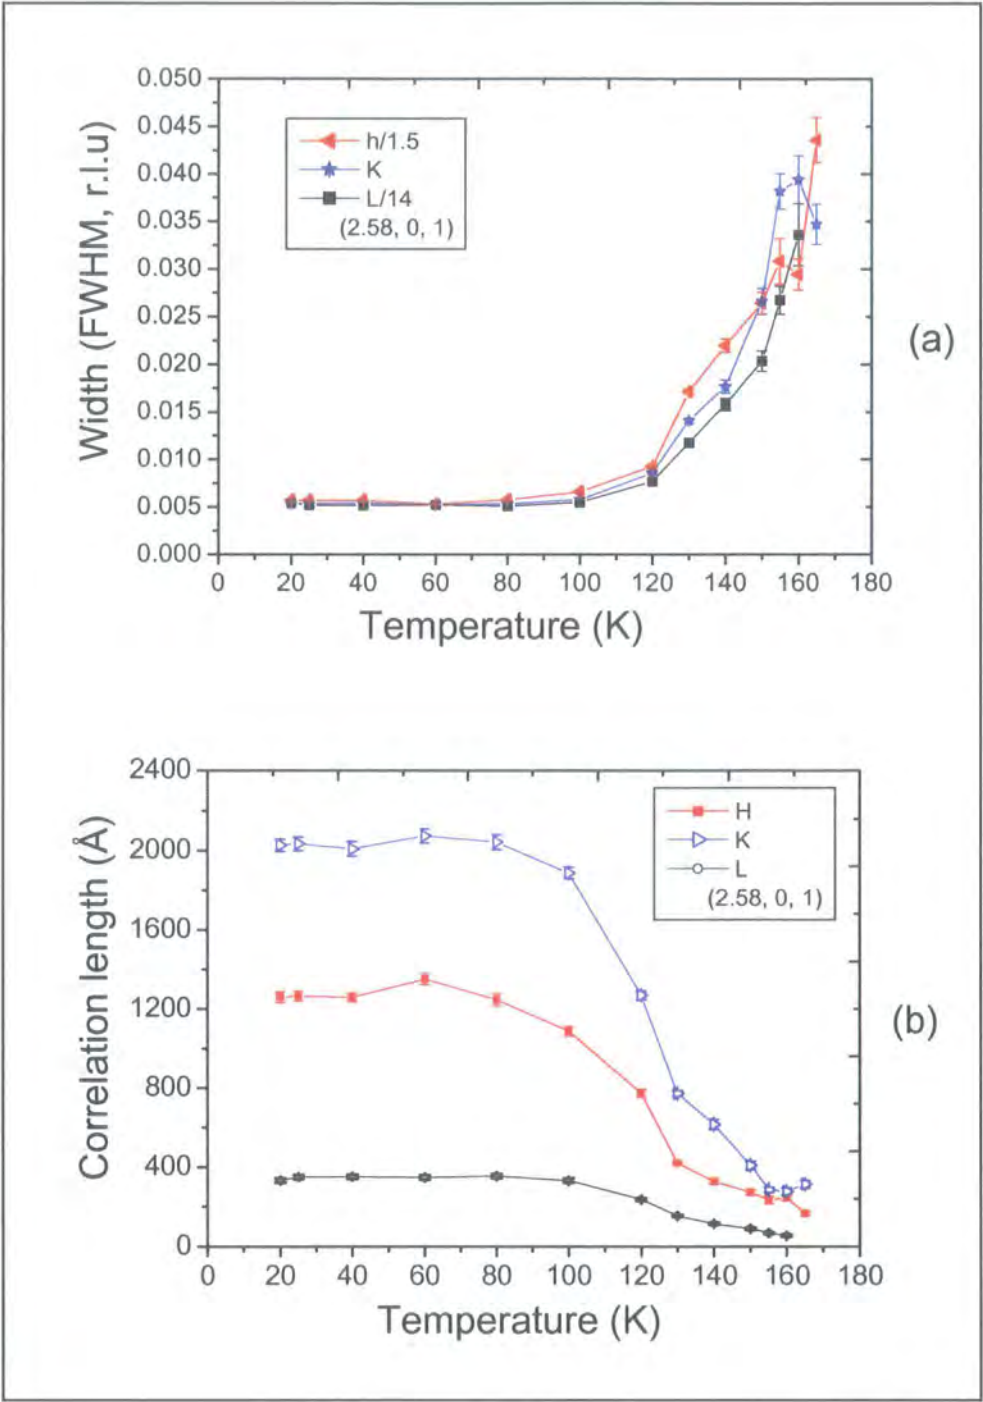 0.050
0.045
0.040
0.035
0.030
0.025
0.020
0.015
0.010
0.005
0.000
Width (FWHM, r.l.u)
h/1.5
K
L/14
(2.58, 0, 1)
(a)
0 20 40 60 80 100 120 140 160 180
Temperature (K)
2400
2000
1600
1200
800
400
0
Correlation length (Å)
H
K
L
(2.58, 0, 1)
(b)
0 20 40 60 80 100 120 140 160 180
Temperature (K)